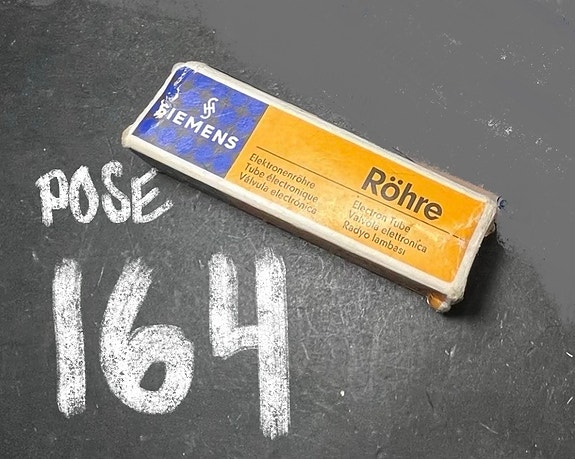 SIEMENS
Elektronenröhre
Tube électronique
Válvula electrónica
Röhre
Electron Tube
Valvola elettronica
Radyo lambası
POSE
164